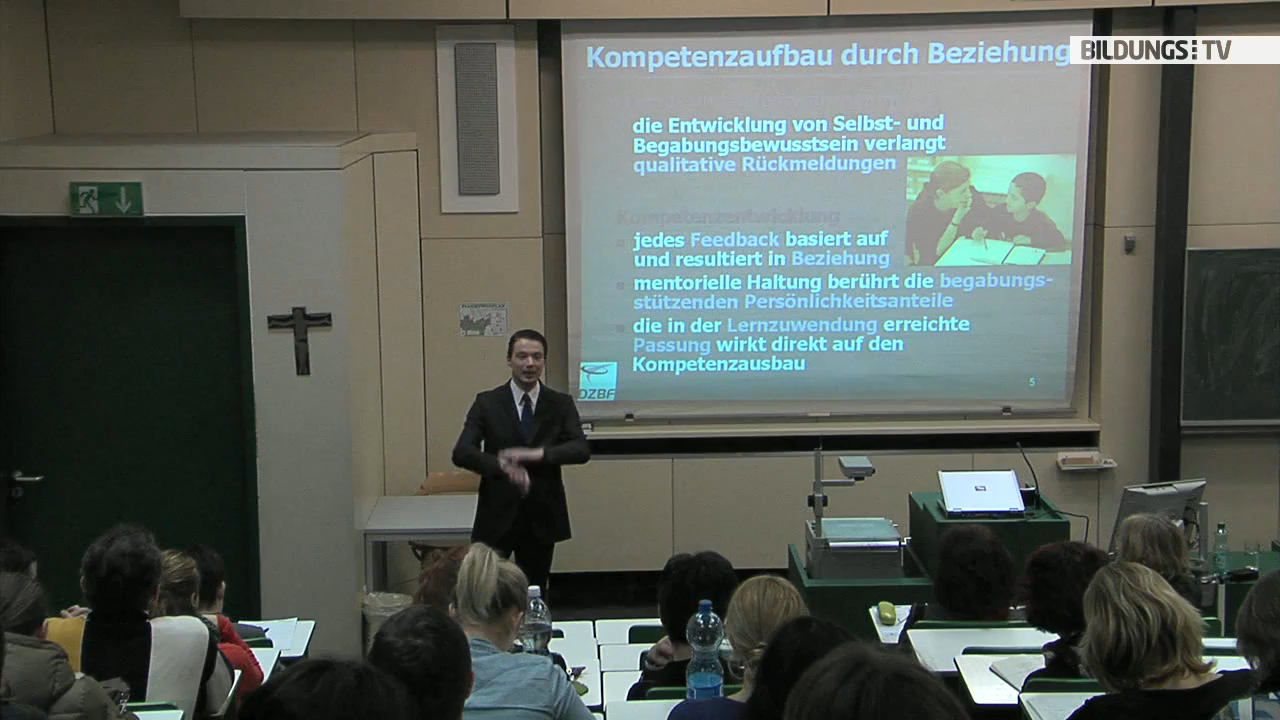 Kompetenzaufbau durch Beziehung
BILDUNGS TV
die Entwicklung von Selbst- und
Begabungsbewusstsein verlangt
qualitative Rückmeldungen
Kompetenzentwicklung
jedes Feedback basiert auf
und resultiert in Beziehung
mentorielle Haltung berührt die begabungs-
stützenden Persönlichkeitsanteile
die in der Lernzuwendung erreichte
Passung wirkt direkt auf den
Kompetenzausbau
ÖZBF
5